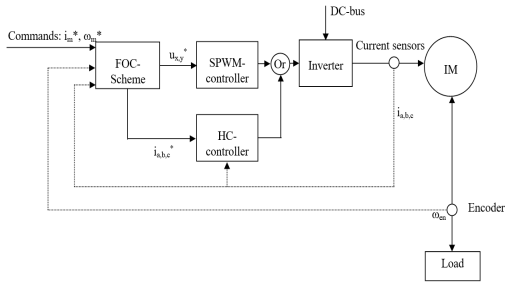 DC-bus
Commands: i_m*, ω_m*
Current sensors
FOC-
Scheme
u_x,y*
SPWM-
controller
Or
Inverter
IM
i_a,b,c
HC-
controller
i_a,b,c*
ω_en
Encoder
Load